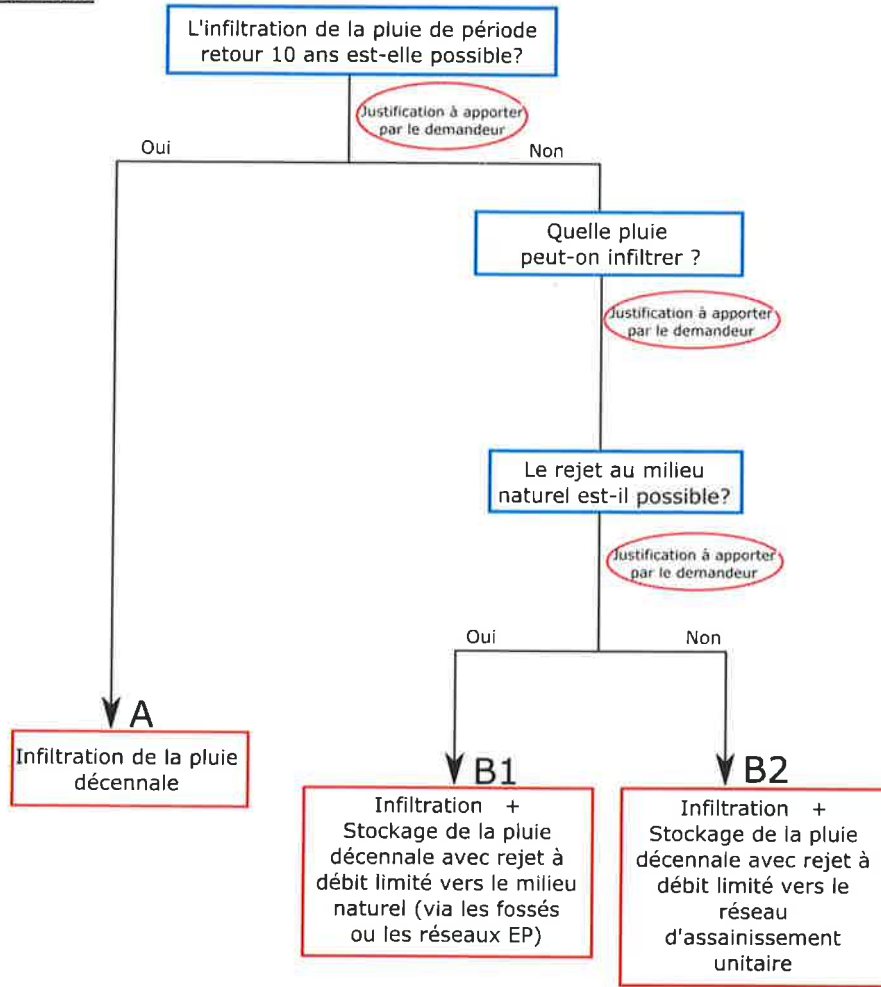 L'infiltration de la pluie de période
retour 10 ans est-elle possible?
Justification à apporter
par le demandeur
Oui
Non
Quelle pluie
peut-on infiltrer ?
Justification à apporter
par le demandeur
Le rejet au milieu
naturel est-il possible?
Justification à apporter
par le demandeur
Oui
Non
A
Infiltration de la pluie
décennale
B1
Infiltration +
Stockage de la pluie
décennale avec rejet à
débit limité vers le milieu
naturel (via les fossés
ou les réseaux EP)
B2
Infiltration +
Stockage de la pluie
décennale avec rejet à
débit limité vers le
réseau
d'assainissement
unitaire